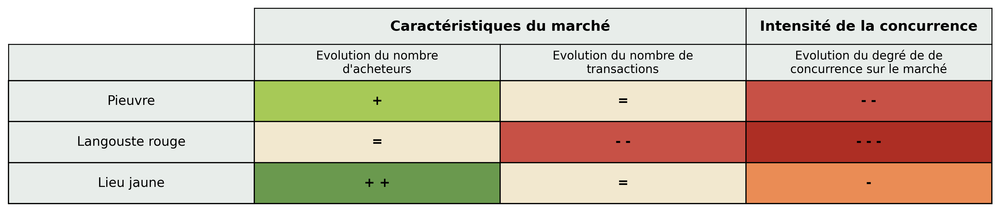 Caractéristiques du marché
Intensité de la concurrence
Evolution du nombre
d'acheteurs
Evolution du nombre de
transactions
Evolution du degré de de
concurrence sur le marché
Pieuvre
+
=
- -
Langouste rouge
=
- -
- - -
Lieu jaune
+ +
=
-